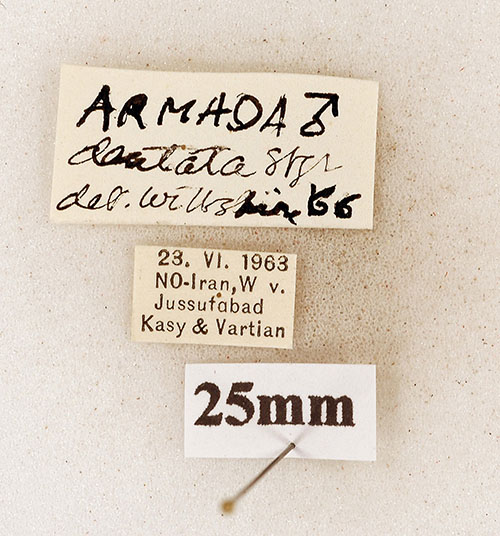 ARMADA ♂
dentata Stgr
det. Wiltshire, 66
23. VI. 1963
NO-Iran, W v.
Jussufabad
Kasy & Vartian
25mm